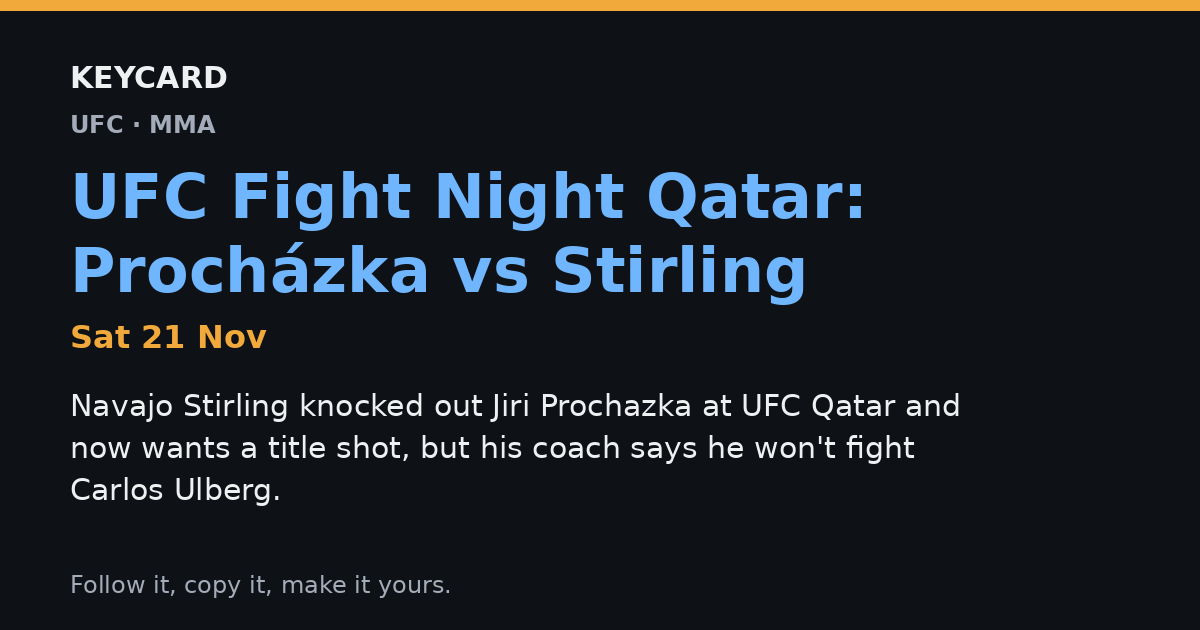 KEYCARD
UFC · MMA
UFC Fight Night Qatar:
Procházka vs Stirling
Sat 21 Nov
Navajo Stirling knocked out Jiri Prochazka at UFC Qatar and
now wants a title shot, but his coach says he won't fight
Carlos Ulberg.
Follow it, copy it, make it yours.